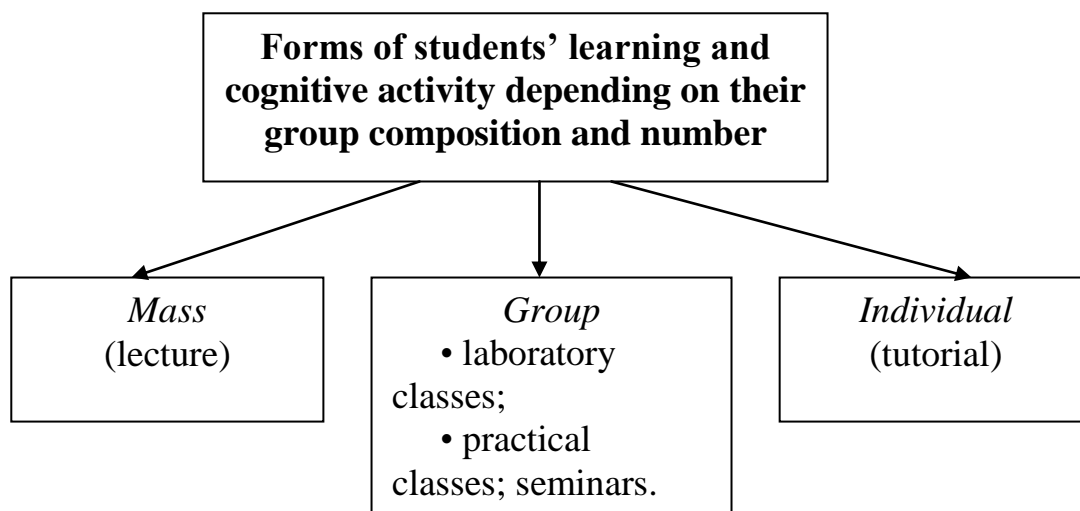 Forms of students’ learning and
cognitive activity depending on their
group composition and number
Mass
(lecture)
Group
• laboratory
classes;
• practical
classes; seminars.
Individual
(tutorial)